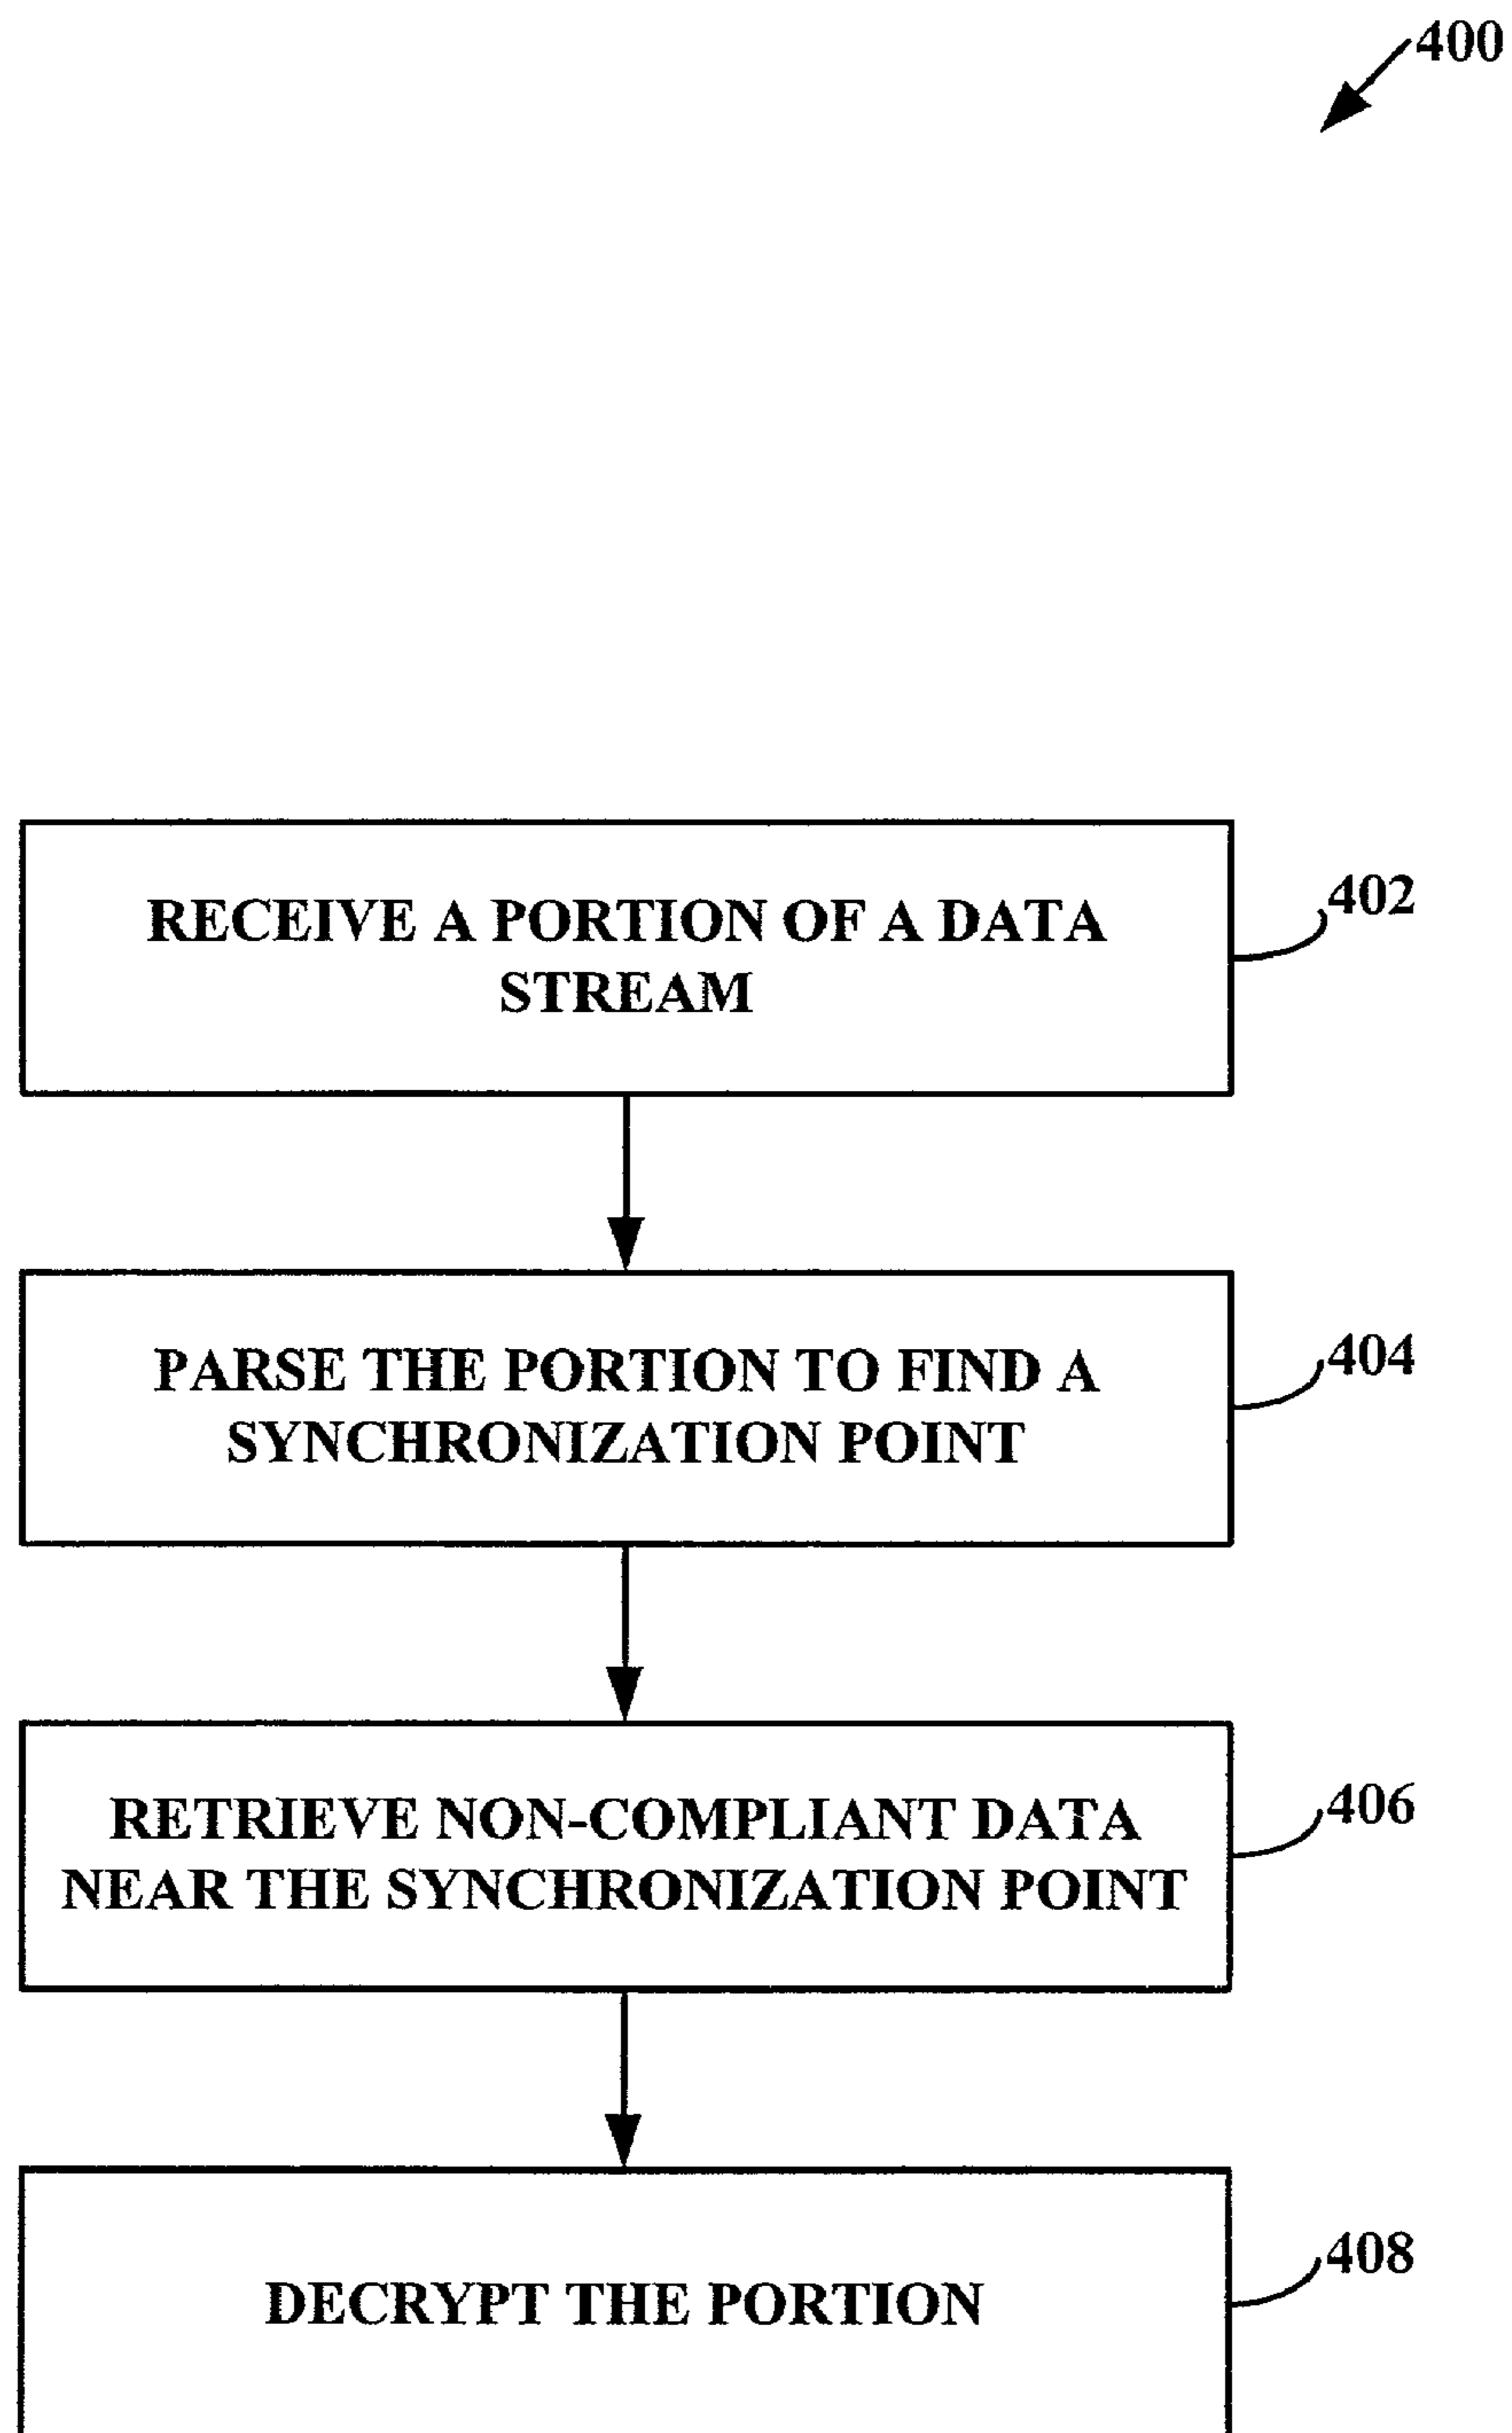 400
RECEIVE A PORTION OF A DATA
STREAM
402
PARSE THE PORTION TO FIND A
SYNCHRONIZATION POINT
404
RETRIEVE NON-COMPLIANT DATA
NEAR THE SYNCHRONIZATION POINT
406
DECRYPT THE PORTION
408